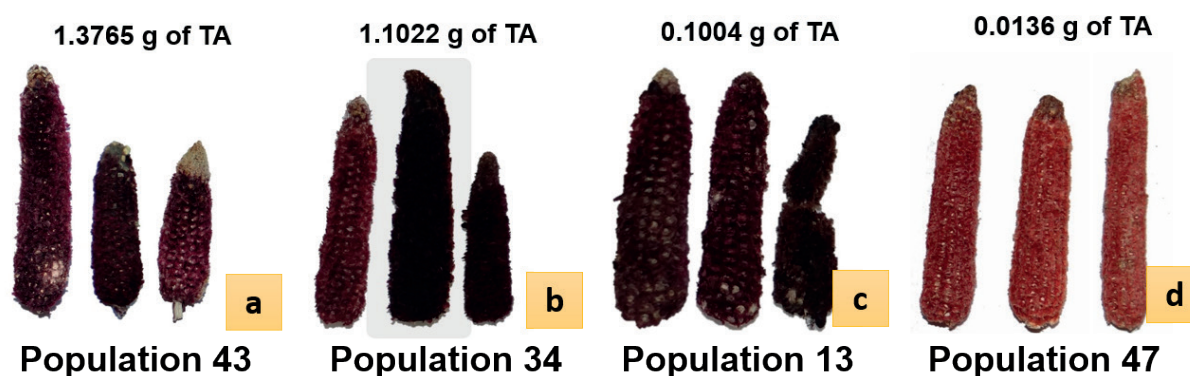 1.3765 g of TA
1.1022 g of TA
0.1004 g of TA
0.0136 g of TA
a
b
c
d
Population 43
Population 34
Population 13
Population 47